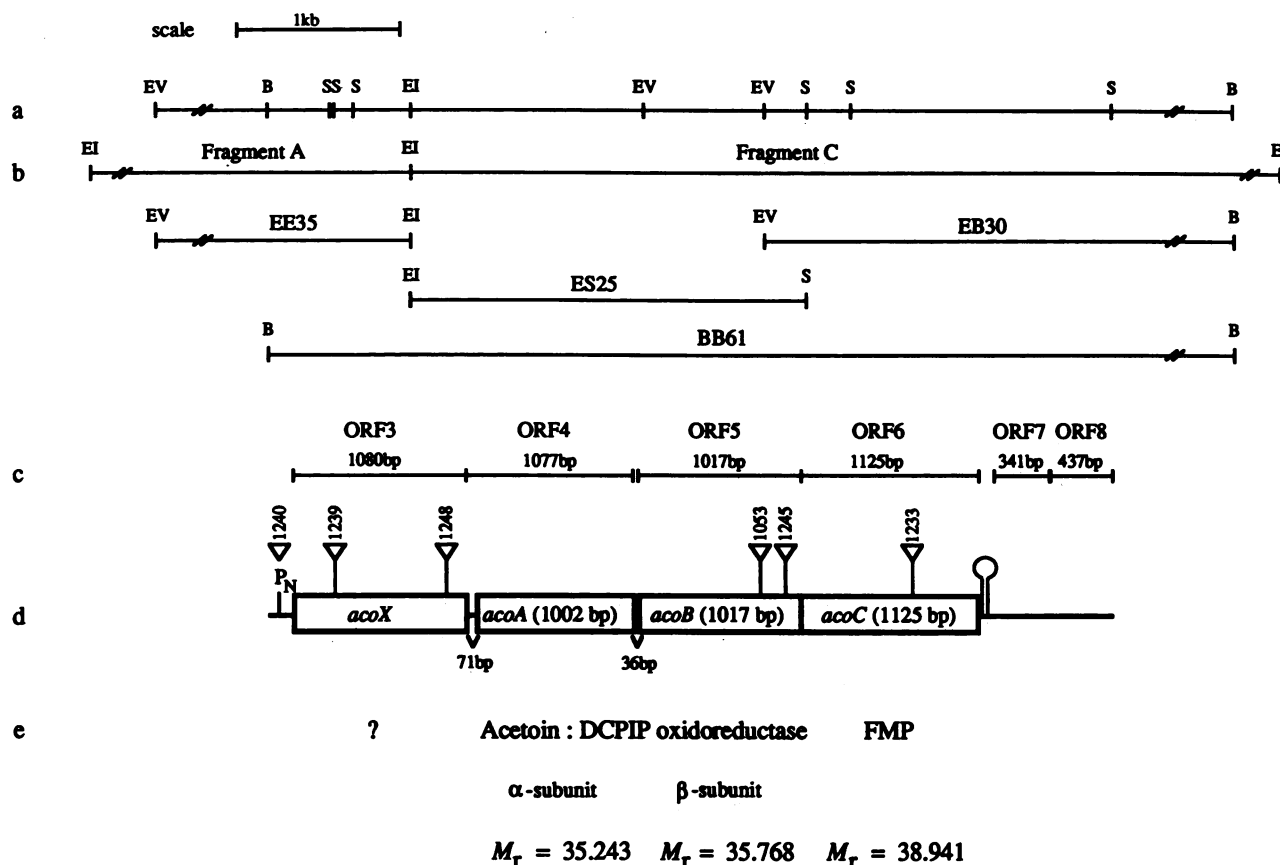 scale 1kb
EV B SS S EI EV EV S S S B
a
EI Fragment A EI Fragment C E
b
EV EE35 EI EV EB30 B
EI ES25 S
B BB61 B
ORF3 ORF4 ORF5 ORF6 ORF7 ORF8
1080bp 1077bp 1017bp 1125bp 341bp 437bp
c
1240 1239 1248 1053 1245 1233
PN
d acoX acoA (1002 bp) acoB (1017 bp) acoC (1125 bp)
71bp 36bp
e ? Acetoin : DCPIP oxidoreductase FMP
α-subunit β-subunit
Mr = 35.243 Mr = 35.768 Mr = 38.941